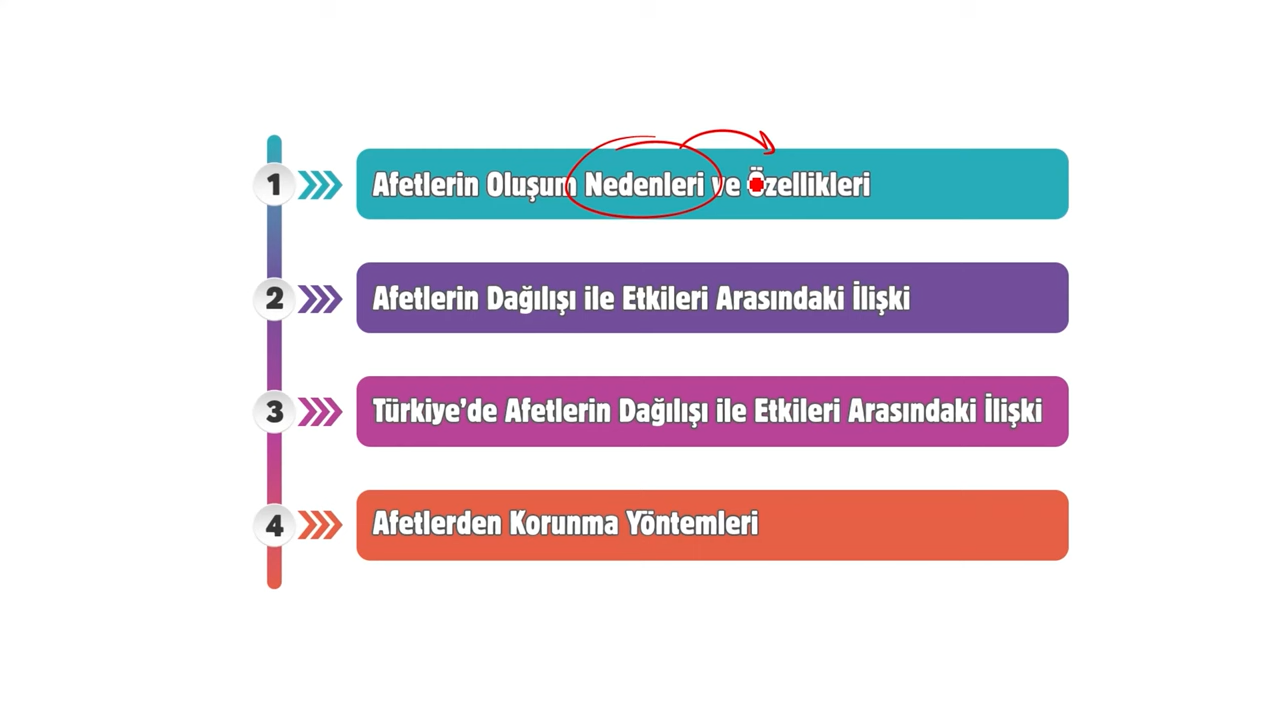 1 Afetlerin Oluşum Nedenleri ve Özellikleri
2 Afetlerin Dağılışı ile Etkileri Arasındaki İlişki
3 Türkiye'de Afetlerin Dağılışı ile Etkileri Arasındaki İlişki
4 Afetlerden Korunma Yöntemleri